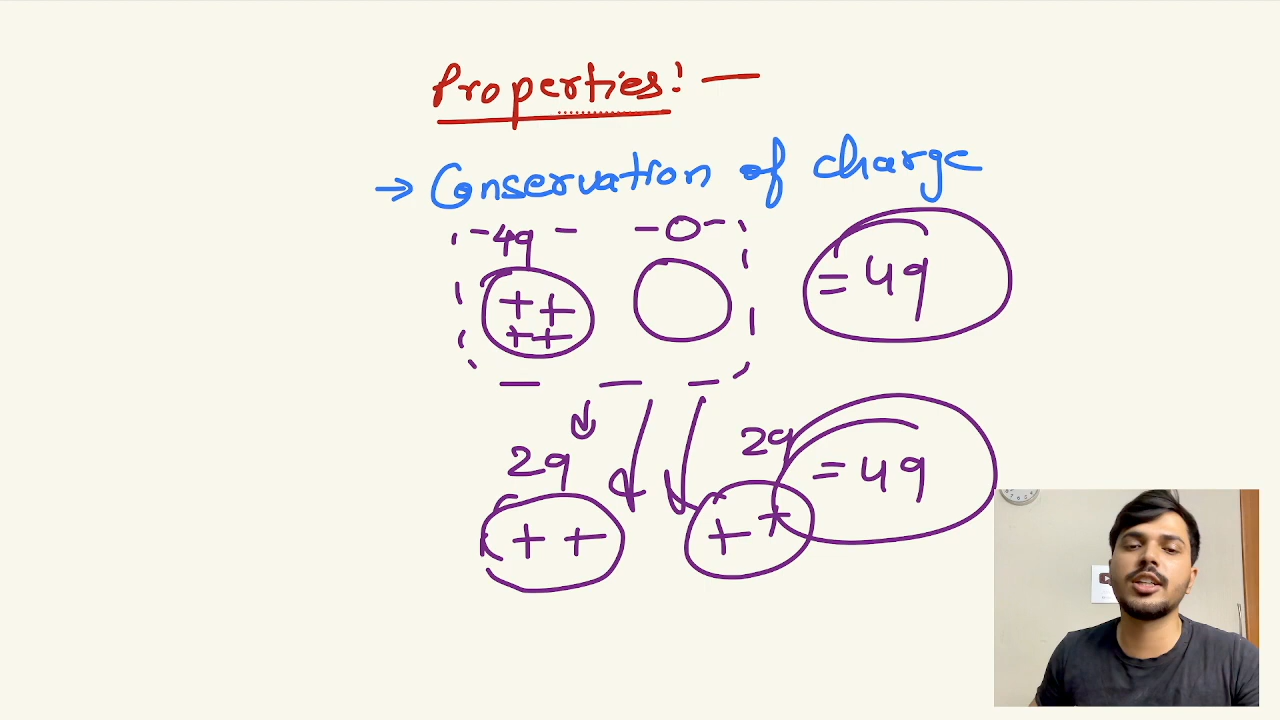 Properties: —
→ Conservation of charge
4q 0
++
++
= 4q
2q 2q
++ ++ = 4q